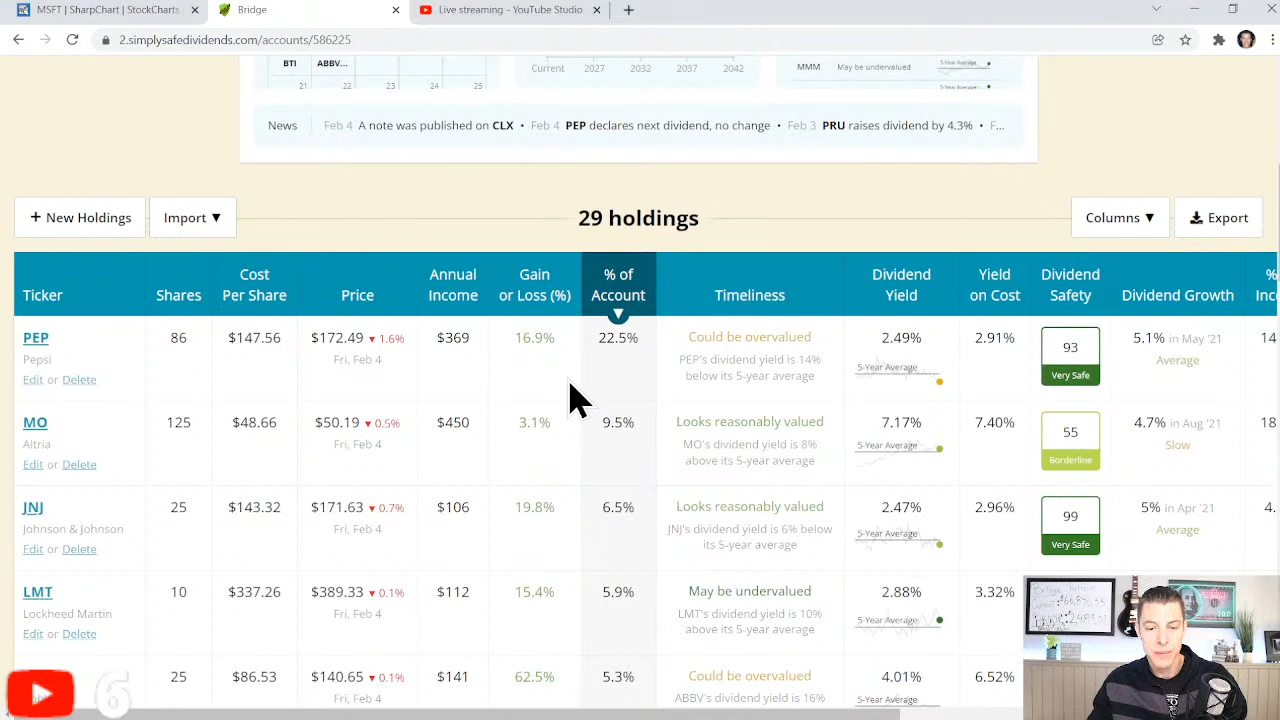 MSFT | SharpChart | StockCharts.
Bridge
Live streaming - YouTube Studio
2.simplysafedividends.com/accounts/586225
BTI ABBV...
21 22 23 24 25
Current 2027 2032 2037 2042
5-Year Average
MMM May be undervalued
5-Year Average
News Feb 4 A note was published on CLX • Feb 4 PEP declares next dividend, no change • Feb 3 PRU raises dividend by 4.3% • F...
+ New Holdings Import ▼ 29 holdings Columns ▼ Export
Ticker Shares Cost Per Share Price Annual Income Gain or Loss (%) % of Account ▼ Timeliness Dividend Yield Yield on Cost Dividend Safety Dividend Growth % Inc
PEP 86 $147.56 $172.49 ▼ 1.6% $369 16.9% 22.5% Could be overvalued 2.49% 2.91% 93 5.1% in May '21 14
Pepsi Fri, Feb 4 PEP's dividend yield is 14% 5-Year Average Average
Edit or Delete below its 5-year average Very Safe
MO 125 $48.66 $50.19 ▼ 0.5% $450 3.1% 9.5% Looks reasonably valued 7.17% 7.40% 55 4.7% in Aug '21 18
Altria Fri, Feb 4 MO's dividend yield is 8% 5-Year Average Slow
Edit or Delete above its 5-year average Borderline
JNJ 25 $143.32 $171.63 ▼ 0.7% $106 19.8% 6.5% Looks reasonably valued 2.47% 2.96% 99 5% in Apr '21 4.
Johnson & Johnson Fri, Feb 4 JNJ's dividend yield is 6% below 5-Year Average Average
Edit or Delete its 5-year average Very Safe
LMT 10 $337.26 $389.33 ▼ 0.1% $112 15.4% 5.9% May be undervalued 2.88% 3.32%
Lockheed Martin Fri, Feb 4 LMT's dividend yield is 10% 5-Year Average
Edit or Delete above its 5-year average
25 $86.53 $140.65 ▼ 0.1% $141 62.5% 5.3% Could be overvalued 4.01% 6.52%
Fri, Feb 4 ABBV's dividend yield is 16% 5-Year Average
6